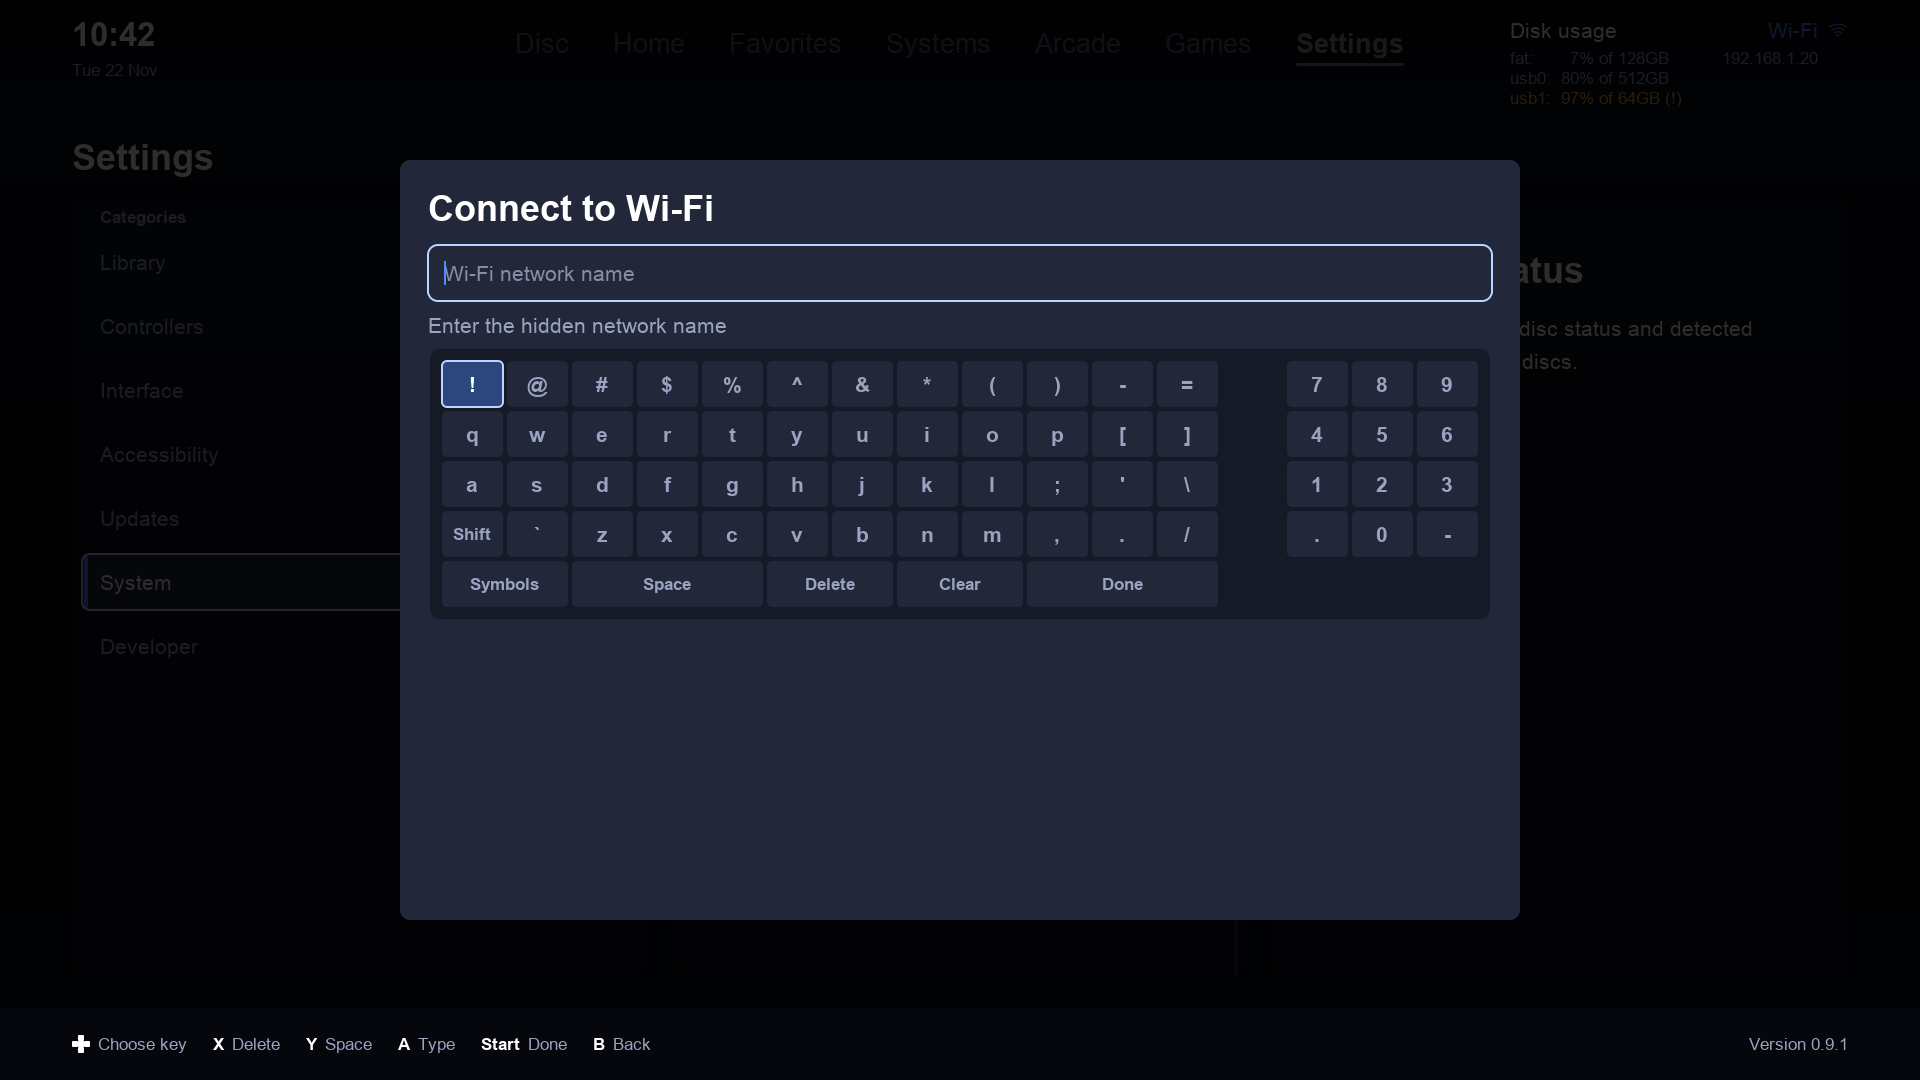 10:42
Tue 22 Nov
Disc Home Favorites Systems Arcade Games Settings
Disk usage
fat: 7% of 128GB
usb0: 80% of 512GB
usb1: 97% of 64GB (!)
Wi-Fi
192.168.1.20
Settings
Categories
Library
Controllers
Interface
Accessibility
Updates
System
Developer
atus
disc status and detected
discs.
Connect to Wi-Fi
Wi-Fi network name
Enter the hidden network name
! @ # $ % ^ & * ( ) - = 7 8 9
q w e r t y u i o p [ ] 4 5 6
a s d f g h j k l ; ' \ 1 2 3
Shift ` z x c v b n m , . / . 0 -
Symbols Space Delete Clear Done
Choose key X Delete Y Space A Type Start Done B Back
Version 0.9.1